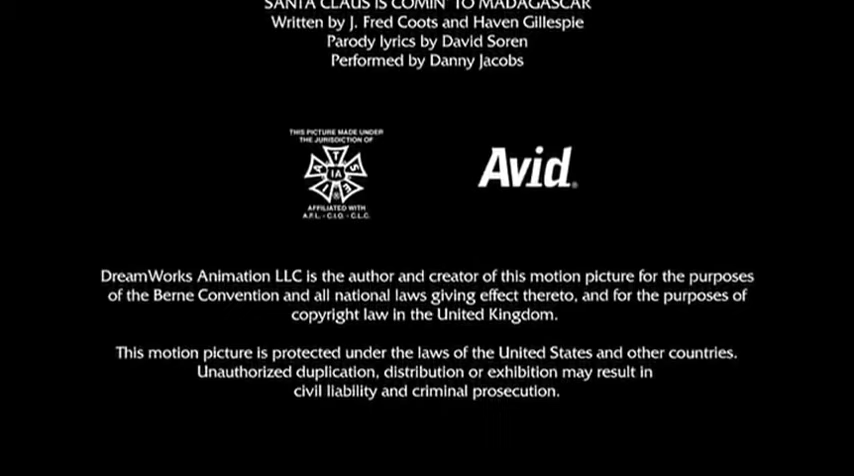 SANTA CLAUS IS COMIN' TO MADAGASCAR
Written by J. Fred Coots and Haven Gillespie
Parody lyrics by David Soren
Performed by Danny Jacobs
THIS PICTURE MADE UNDER
THE JURISDICTION OF
I A T S E
IA
®
AFFILIATED WITH
A.F.L. - C.I.O. - C.L.C.
Avid®
DreamWorks Animation LLC is the author and creator of this motion picture for the purposes
of the Berne Convention and all national laws giving effect thereto, and for the purposes of
copyright law in the United Kingdom.
This motion picture is protected under the laws of the United States and other countries.
Unauthorized duplication, distribution or exhibition may result in
civil liability and criminal prosecution.